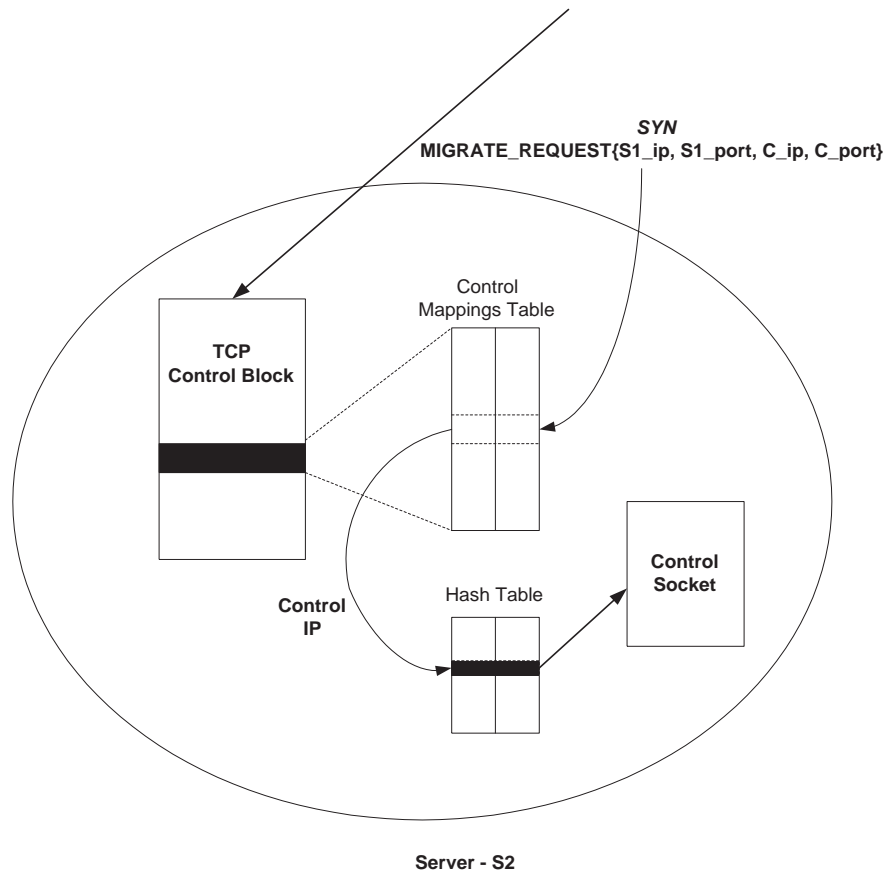 SYN
MIGRATE_REQUEST{S1_ip, S1_port, C_ip, C_port}
Control
Mappings Table
TCP
Control Block
Control
Socket
Hash Table
Control
IP
Server - S2